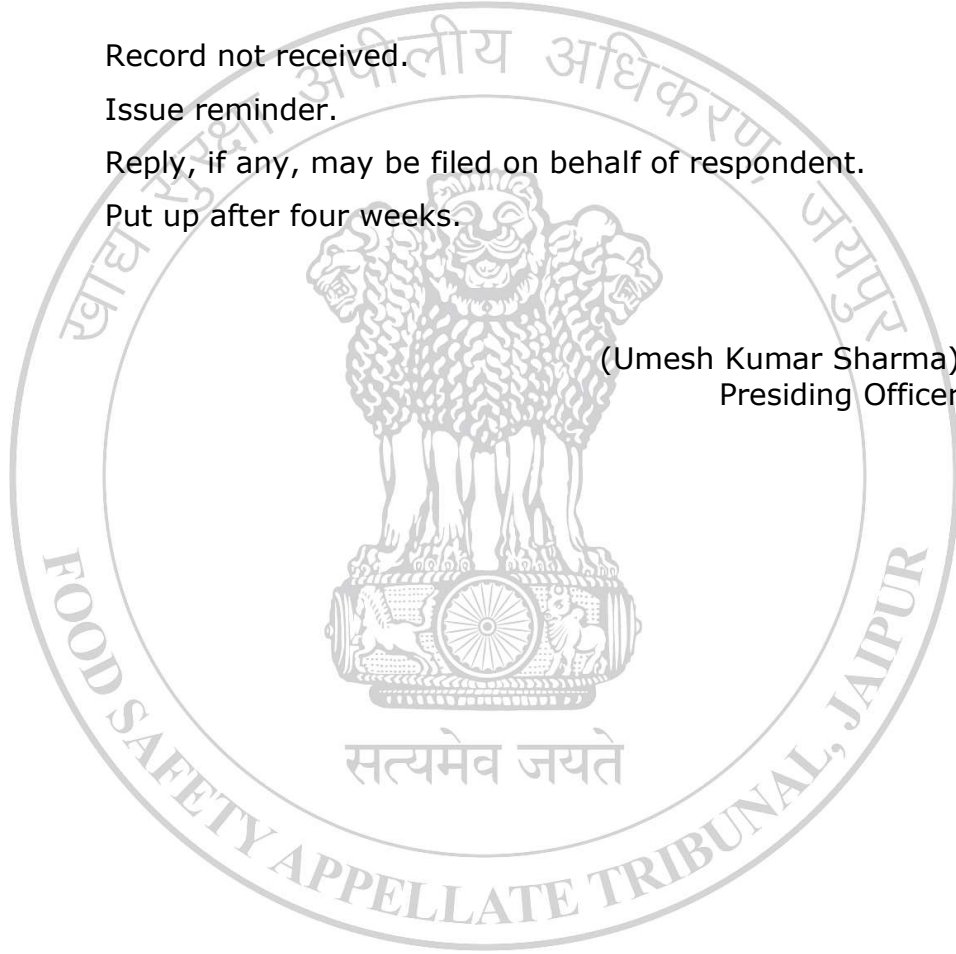 Record not received.
Issue reminder.
Reply, if any, may be filed on behalf of respondent.
Put up after four weeks.
(Umesh Kumar Sharma)
Presiding Officer
खाद्य सुरक्षा अपीलीय अधिकरण, जयपुर
सत्यमेव जयते
FOOD SAFETY APPELLATE TRIBUNAL, JAIPUR